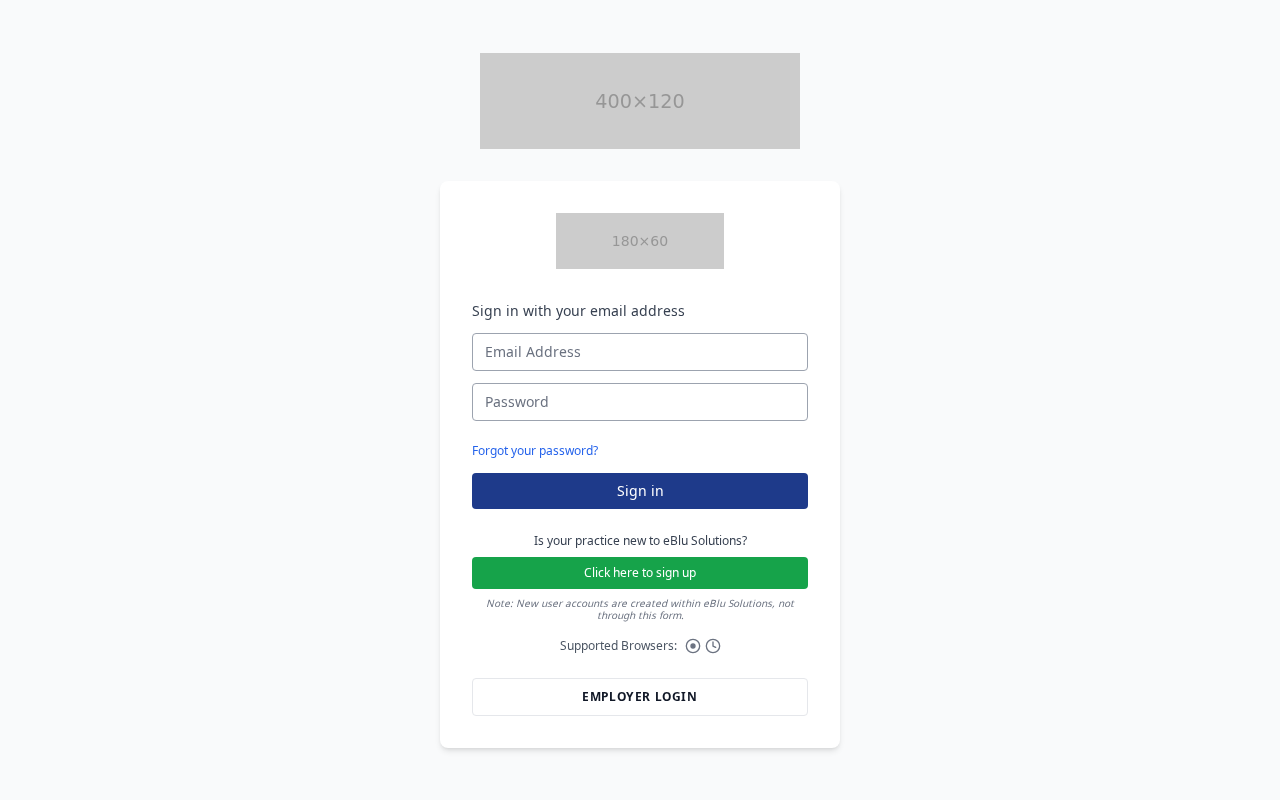 400×120
180×60
Sign in with your email address
Email Address
Password
Forgot your password?
Sign in
Is your practice new to eBlu Solutions?
Click here to sign up
Note: New user accounts are created within eBlu Solutions, not
through this form.
Supported Browsers:
EMPLOYER LOGIN